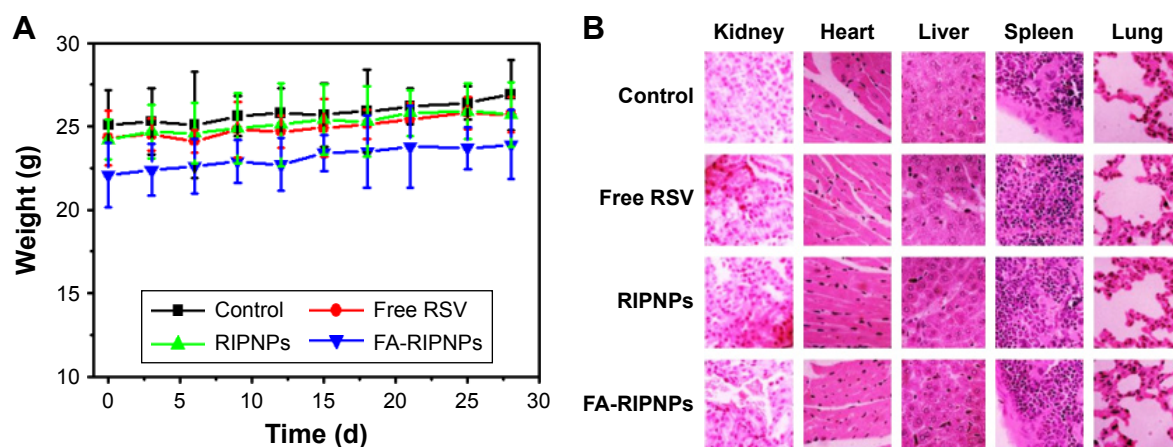 A
30
25
20
15
25
10
Weight (g)
Control
Free RSV
RIPNPs
FA-RIPNPs
0 5 10 15 20 25 30
Time (d)
B
Kidney Heart Liver Spleen Lung
Control
Free RSV
RIPNPs
FA-RIPNPs